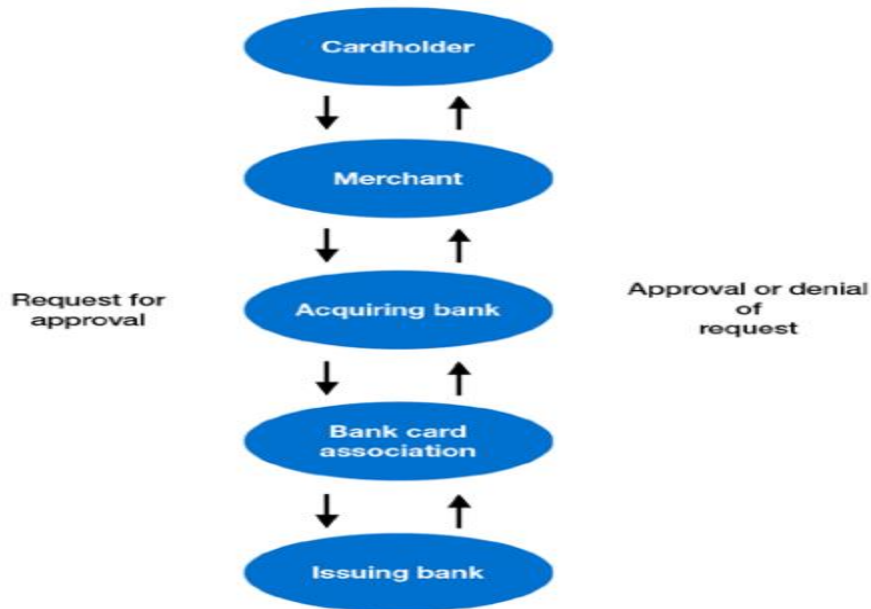 Cardholder
Merchant
Request for
approval
Acquiring bank
Approval or denial
of
request
Bank card
association
Issuing bank